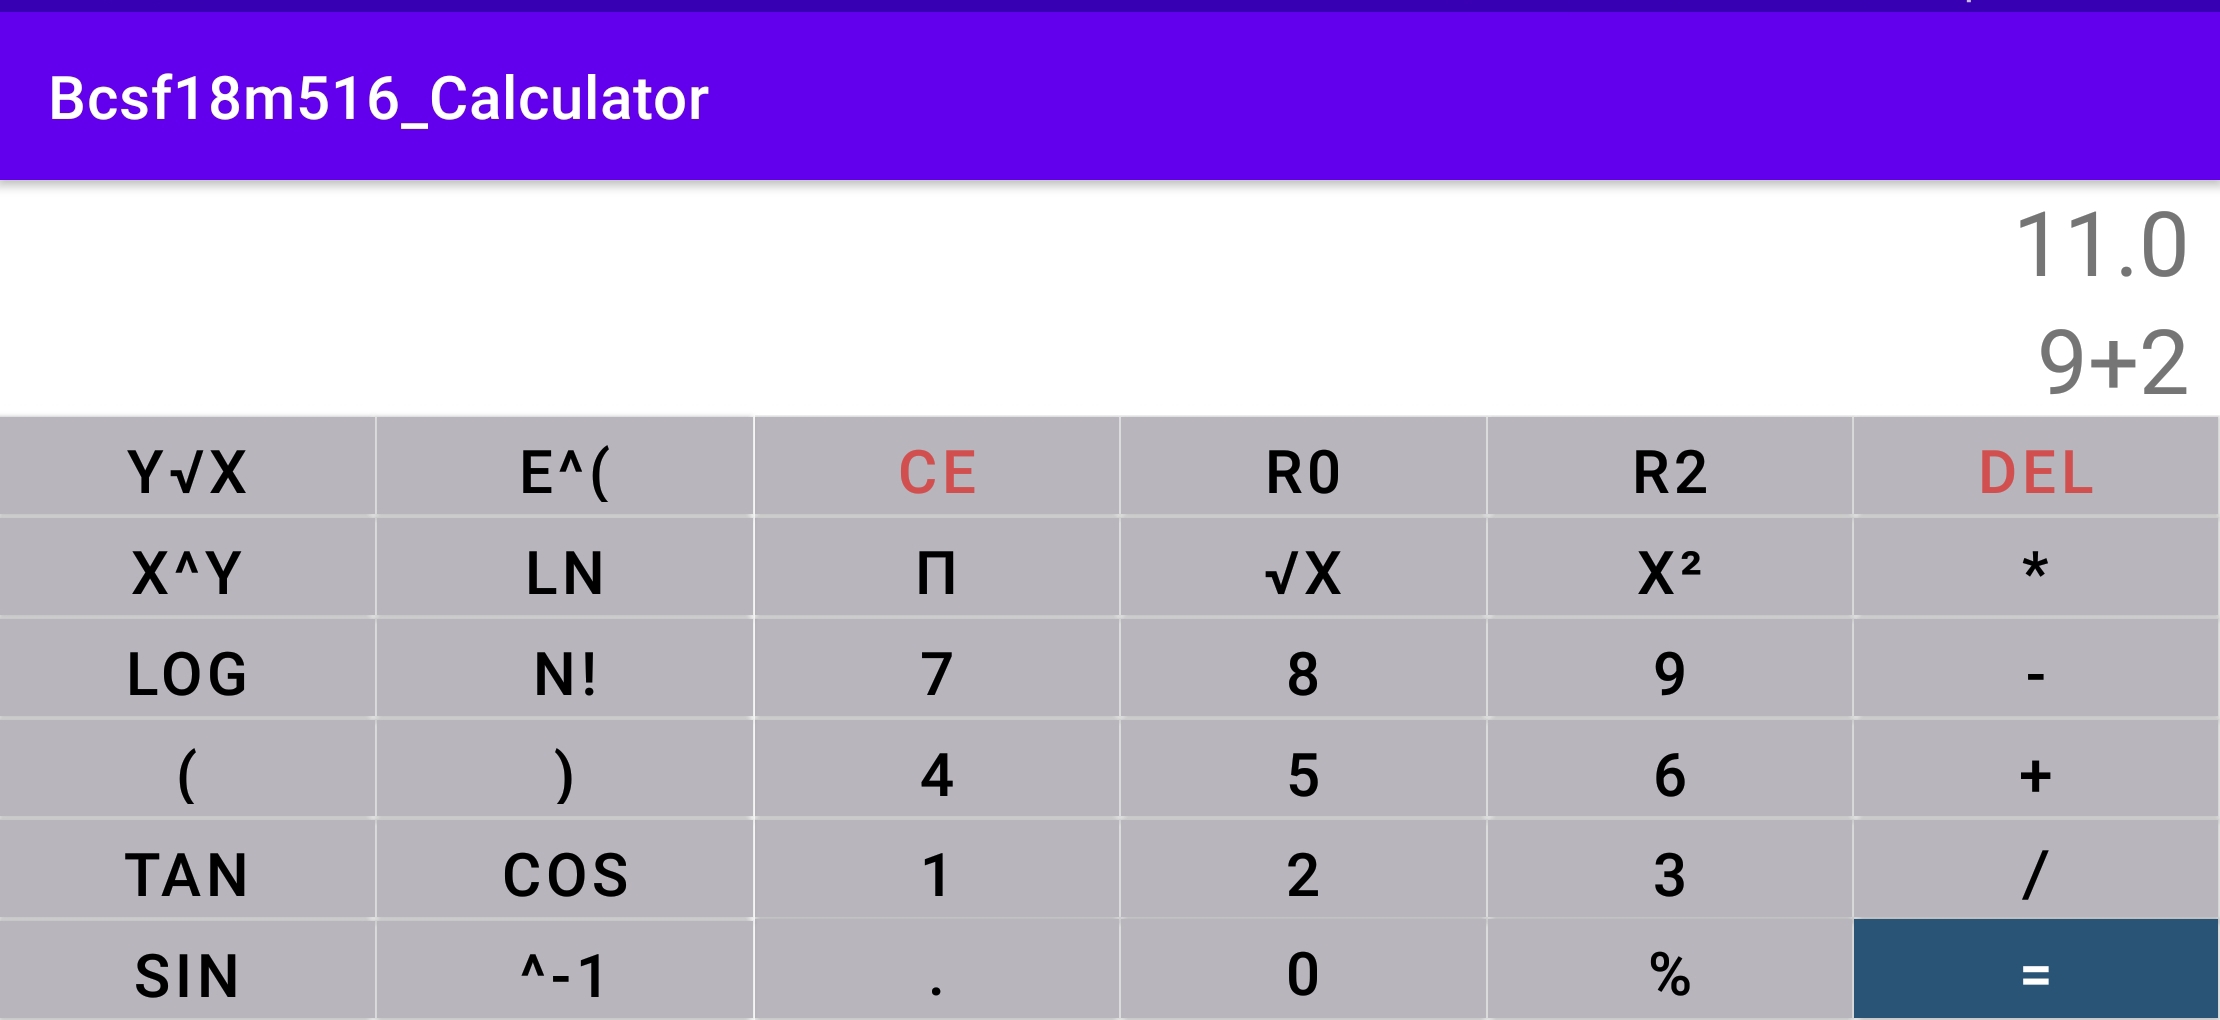 Bcsf18m516_Calculator
11.0
9+2
Y√X E^( CE R0 R2 DEL
X^Y LN Π √X X² *
LOG N! 7 8 9 -
( ) 4 5 6 +
TAN COS 1 2 3 /
SIN ^-1 . 0 % =